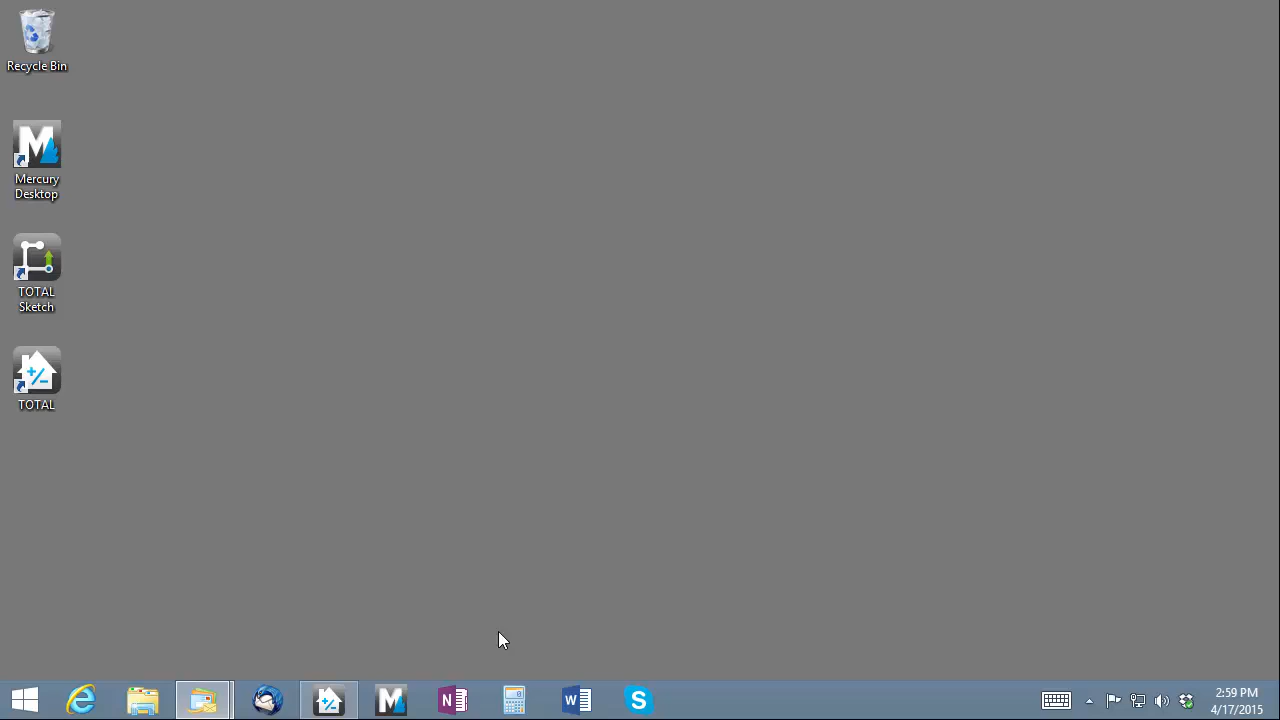 Recycle Bin
M
Mercury
Desktop
TOTAL
Sketch
+/-
TOTAL
+/-
M
N
W
S
2:59 PM
4/17/2015